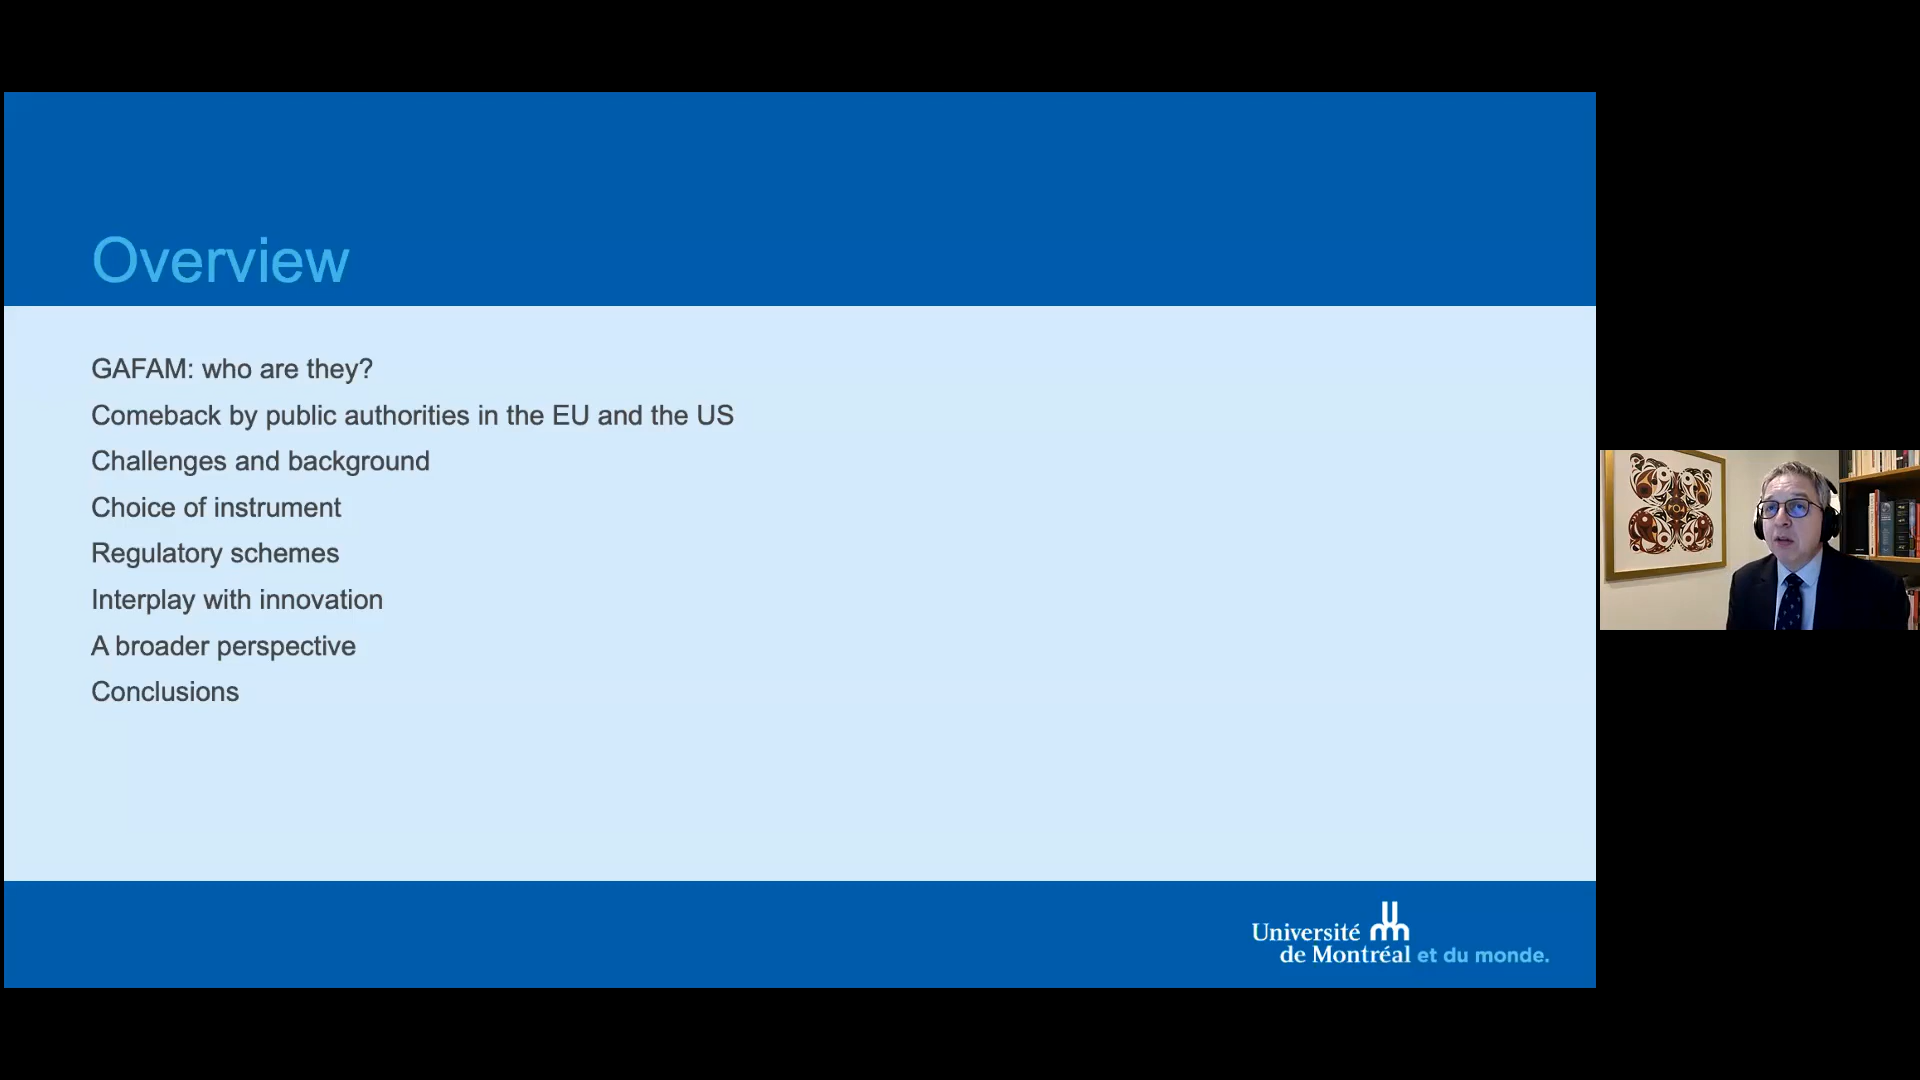 Overview
GAFAM: who are they?
Comeback by public authorities in the EU and the US
Challenges and background
Choice of instrument
Regulatory schemes
Interplay with innovation
A broader perspective
Conclusions
Université
de Montréal et du monde.